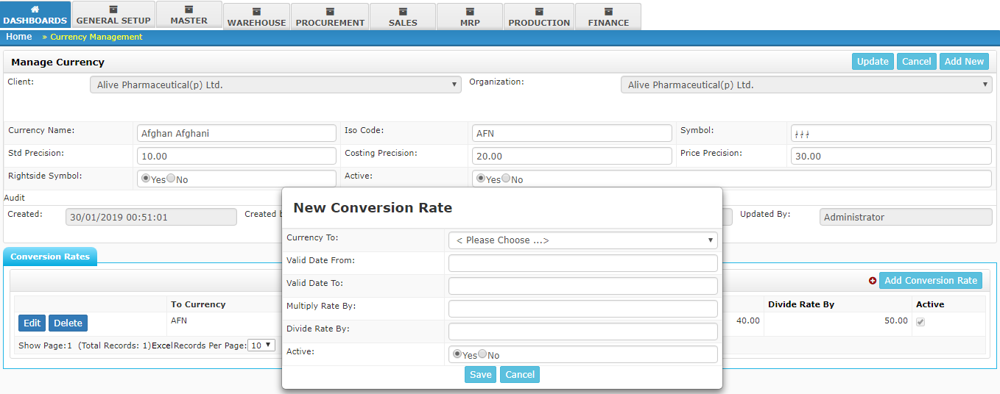 DASHBOARDS GENERAL SETUP MASTER WAREHOUSE PROCUREMENT SALES MRP PRODUCTION FINANCE
Home » Currency Management
Manage Currency Update Cancel Add New
Client: Alive Pharmaceutical(p) Ltd. Organization: Alive Pharmaceutical(p) Ltd.
Currency Name: Afghan Afghani Iso Code: AFN Symbol: ؋ ؋ ؋
Std Precision: 10.00 Costing Precision: 20.00 Price Precision: 30.00
Rightside Symbol: Yes No Active: Yes No
Audit
Created: 30/01/2019 00:51:01 Created Updated By: Administrator
New Conversion Rate
Currency To: < Please Choose ...>
Valid Date From:
Valid Date To:
Multiply Rate By:
Divide Rate By:
Active: Yes No
Save Cancel
Conversion Rates
Add Conversion Rate
To Currency Divide Rate By Active
Edit Delete AFN 40.00 50.00
Show Page:1 (Total Records: 1)ExcelRecords Per Page: 10